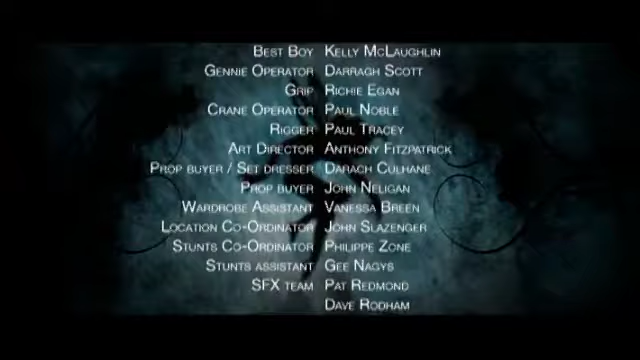 Best Boy Kelly McLaughlin
Gennie Operator Darragh Scott
Grip Richie Egan
Crane Operator Paul Noble
Rigger Paul Tracey
Art Director Anthony Fitzpatrick
Prop buyer / Set dresser Darach Culhane
Prop buyer John Neligan
Wardrobe Assistant Vanessa Breen
Location Co-Ordinator John Slazenger
Stunts Co-Ordinator Philippe Zone
Stunts assistant Gee Nagys
SFX team Pat Redmond
Dave Rodham